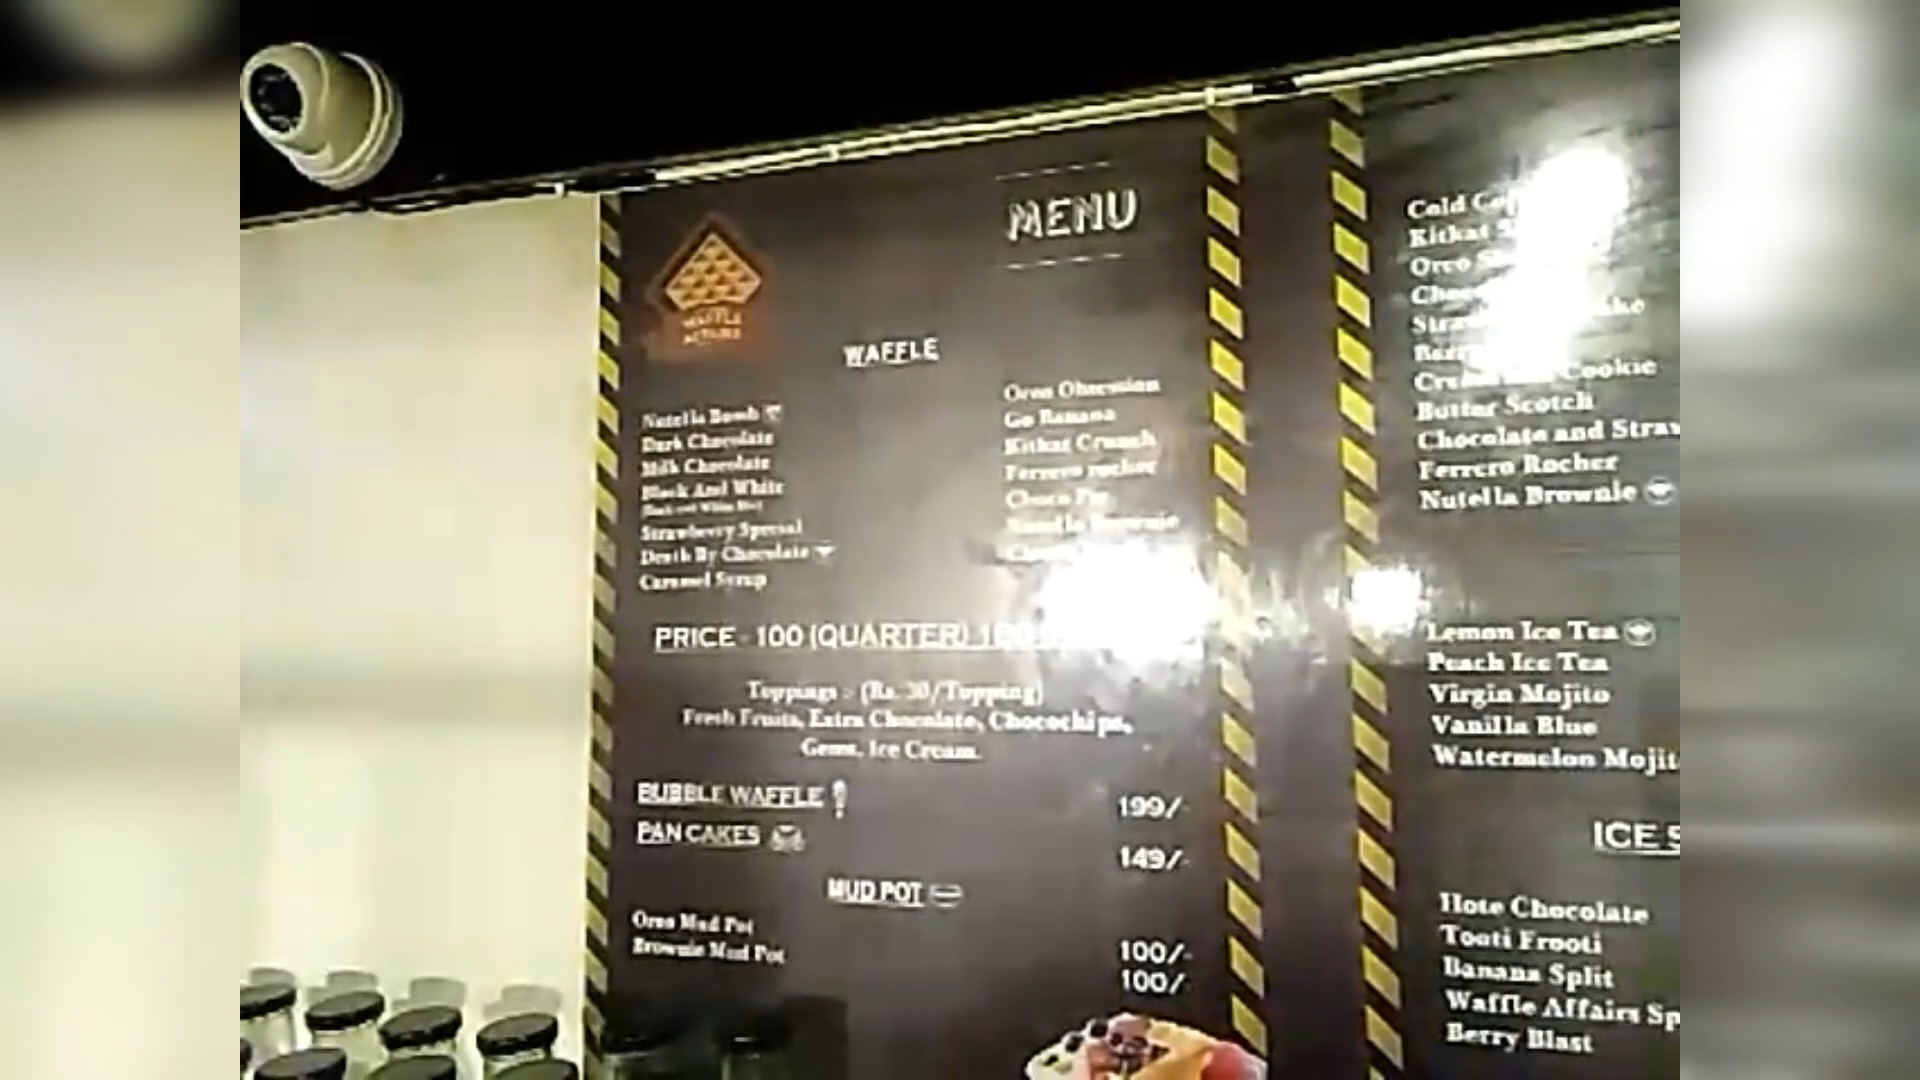 MENU
WAFFLE
AFFAIRS
WAFFLE
Nutella Bomb
Dark Chocolate
Milk Chocolate
Black And White
Strawberry Special
Death By Chocolate
Caramel Syrup
Oreo Obsession
Go Banana
Kitkat Crunch
Ferrero rocher
Choco Pie
Nutella Brownie
PRICE - 100 (QUARTER)
Toppings :- (Rs. 30/Topping)
Fresh Fruits, Extra Chocolate, Chocochips,
Gems, Ice Cream.
BUBBLE WAFFLE 199/-
PAN CAKES 149/-
MUD POT
Oreo Mud Pot 100/-
Brownie Mud Pot 100/-
Cold
Kitkat
Oreo
Cookie
Butter Scotch
Chocolate and
Ferrero Rocher
Nutella Brownie
Lemon Ice Tea
Peach Ice Tea
Virgin Mojito
Vanilla Blue
Watermelon Mojit
ICE S
Hote Chocolate
Tooti Frooti
Banana Split
Waffle Affairs Sp
Berry Blast